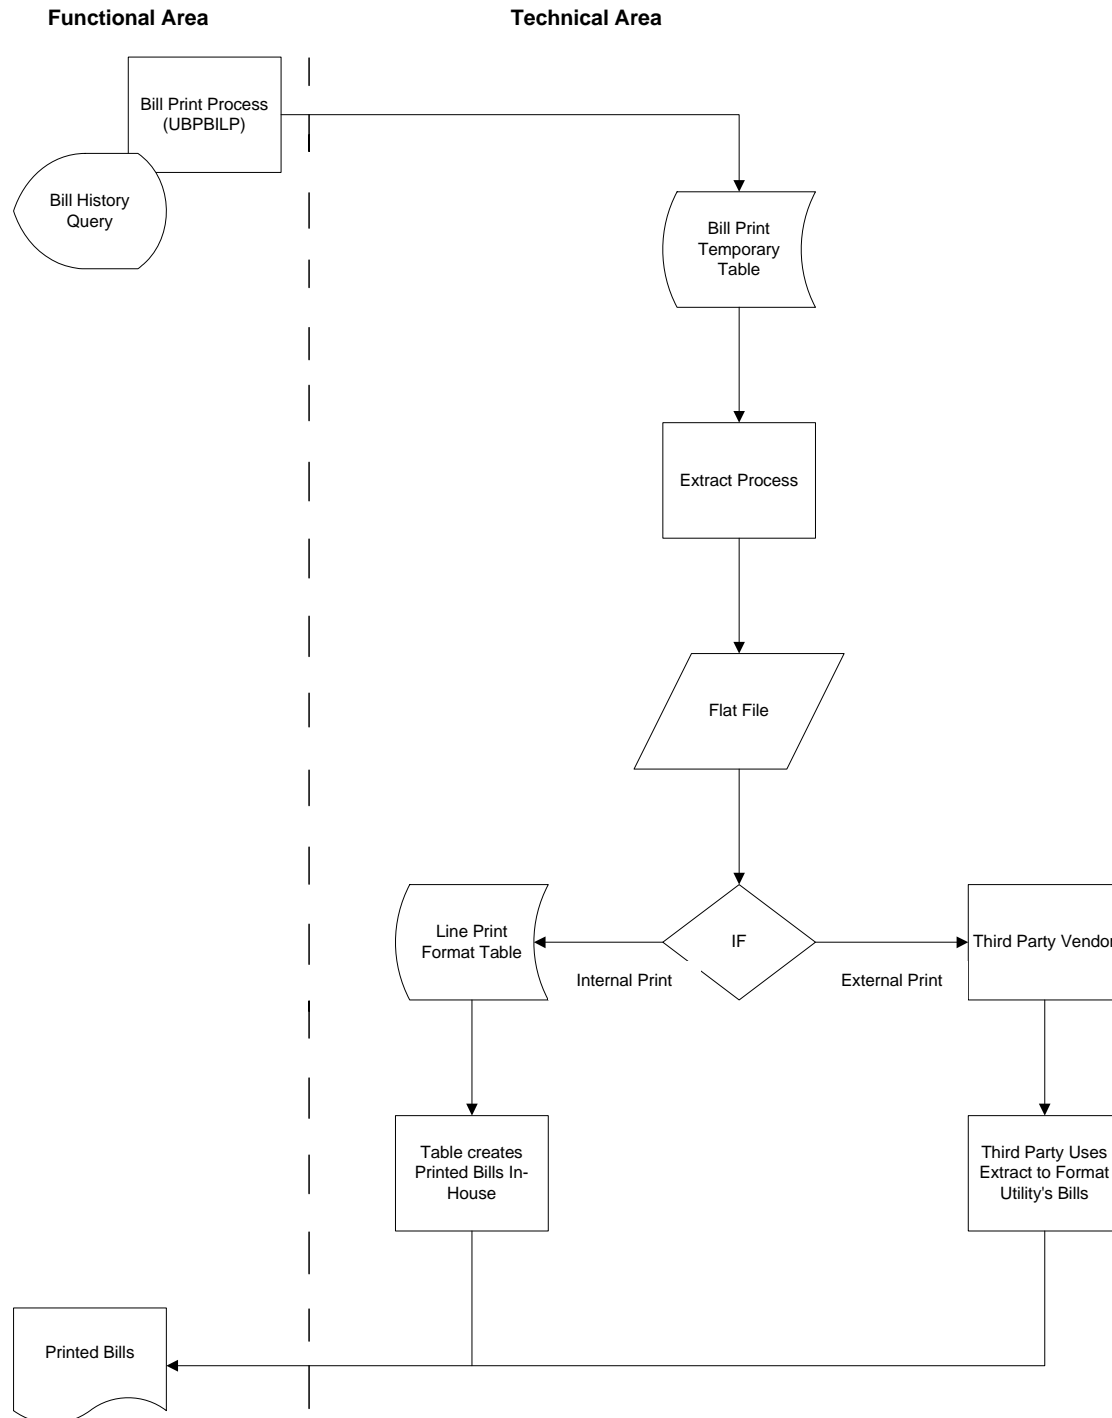 Functional Area
Technical Area
Bill Print Process
(UBPBILP)
Bill History
Query
Bill Print
Temporary
Table
Extract Process
Flat File
Line Print
Format Table
IF
Third Party Vendor
Internal Print
External Print
Table creates
Printed Bills In-
House
Third Party Uses
Extract to Format
Utility's Bills
Printed Bills